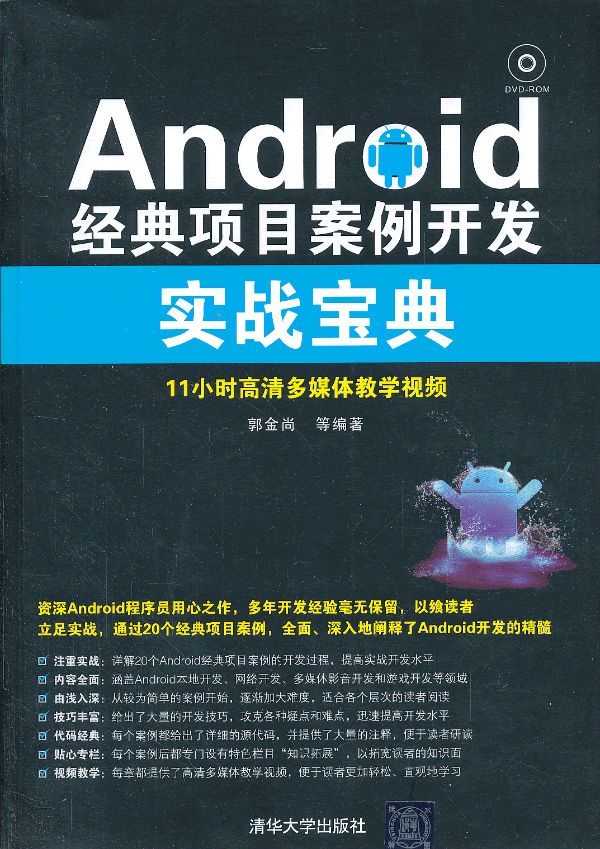 DVD-ROM
Android
经典项目案例开发
实战宝典
11小时高清多媒体教学视频
郭金尚 等编著
资深Android程序员用心之作，多年开发经验毫无保留，以飨读者
立足实战，通过20个经典项目案例，全面、深入地阐释了Android开发的精髓
注重实战：详解20个Android经典项目案例的开发过程，提高实战开发水平
内容全面：涵盖Android本地开发、网络开发、多媒体影音开发和游戏开发等领域
由浅入深：从较为简单的案例开始，逐渐加大难度，适合各个层次的读者阅读
技巧丰富：给出了大量的开发技巧，攻克各种疑点和难点，迅速提高开发水平
代码经典：每个案例都给出了详细的源代码，并提供了大量的注释，便于读者研读
贴心专栏：每个案例后都专门设有特色栏目“知识拓展”，以拓宽读者的知识面
视频教学：每章都提供了高清多媒体教学视频，便于读者更加轻松、直观地学习
清华大学出版社